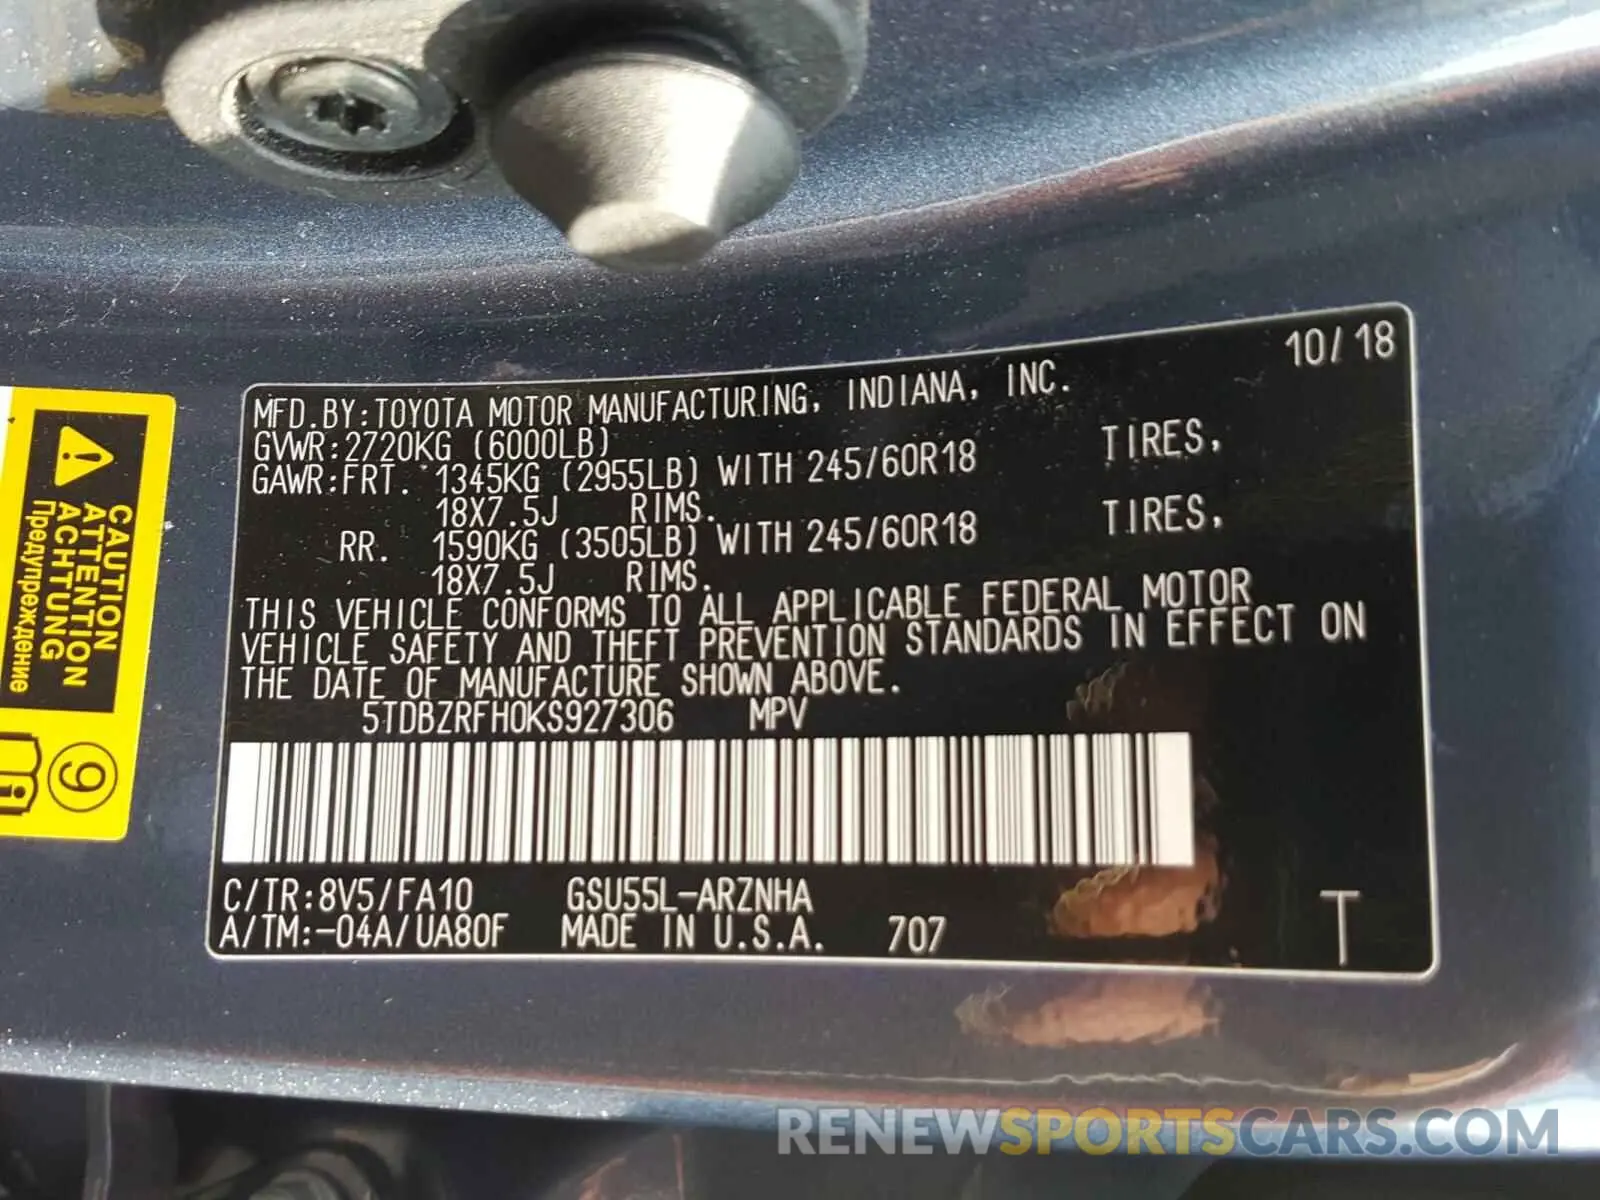 10/18
MFD.BY:TOYOTA MOTOR MANUFACTURING, INDIANA, INC.
GVWR:2720KG (6000LB)
GAWR:FRT. 1345KG (2955LB) WITH 245/60R18 TIRES,
18X7.5J RIMS.
RR. 1590KG (3505LB) WITH 245/60R18 TIRES,
18X7.5J RIMS.
THIS VEHICLE CONFORMS TO ALL APPLICABLE FEDERAL MOTOR
VEHICLE SAFETY AND THEFT PREVENTION STANDARDS IN EFFECT ON
THE DATE OF MANUFACTURE SHOWN ABOVE.
5TDBZRFH0KS927306 MPV
C/TR:8V5/FA10 GSU55L-ARZNHA
A/TM:-04A/UA80F MADE IN U.S.A. 707 T
CAUTION
ATTENTION
ACHTUNG
Предупреждение
9
RENEWSPORTSCARS.COM